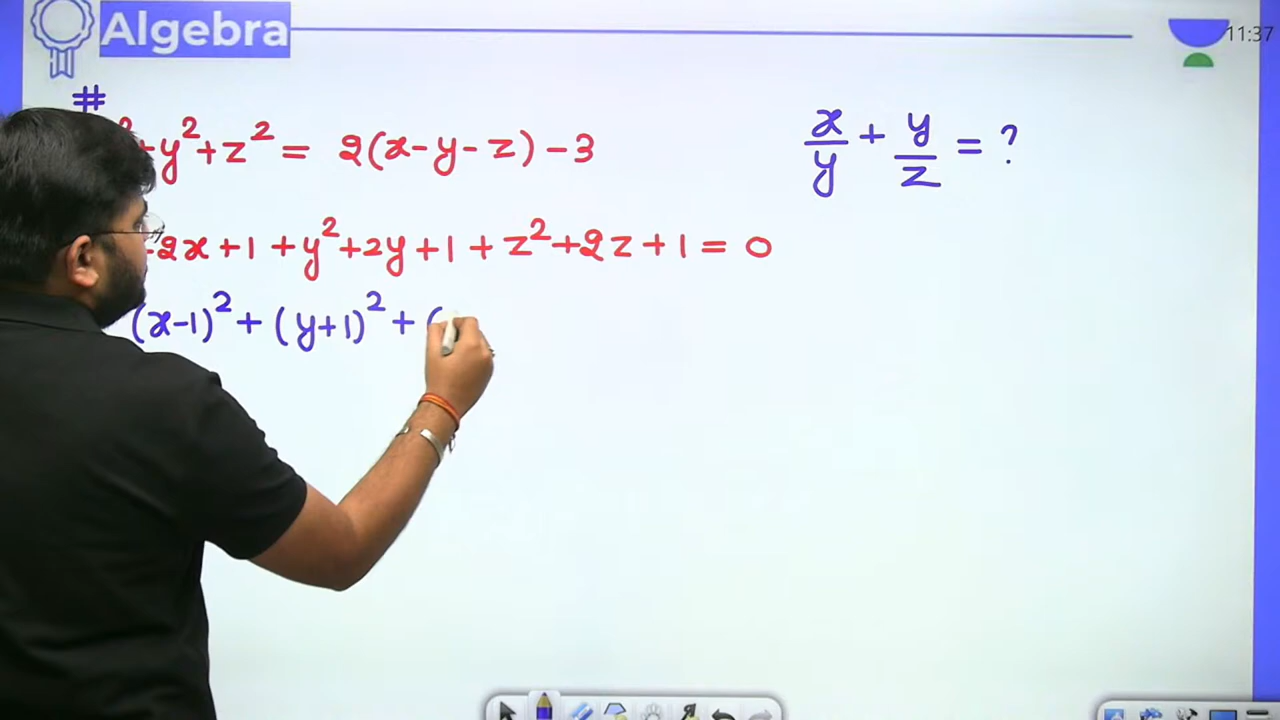 Algebra
11:37
#
² + y² + z² = 2(x - y - z) - 3
x/y + y/z = ?
- 2x + 1 + y² + 2y + 1 + z² + 2z + 1 = 0
(x-1)² + (y+1)² + (